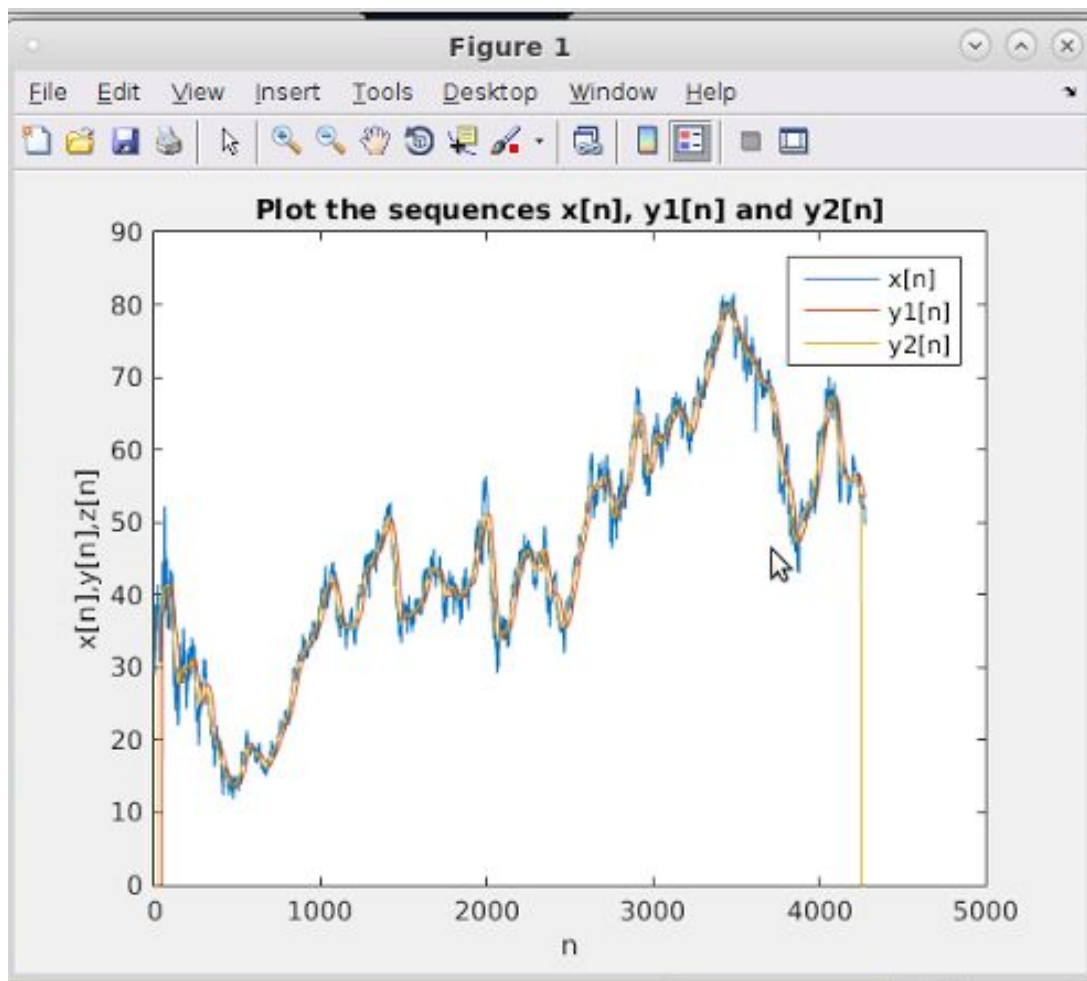 Figure 1
File Edit View Insert Tools Desktop Window Help
Plot the sequences x[n], y1[n] and y2[n]
x[n]
y1[n]
y2[n]
90
80
70
60
50
40
30
20
10
0
x[n],y[n],z[n]
0 1000 2000 3000 4000 5000
n